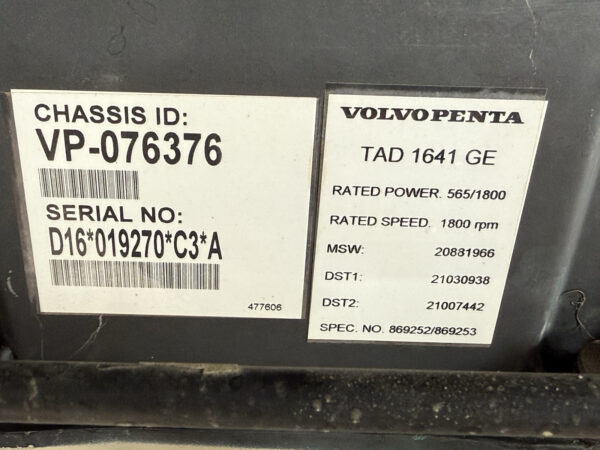 CHASSIS ID:
VP-076376
SERIAL NO:
D16*019270*C3*A
477606
VOLVO PENTA
TAD 1641 GE
RATED POWER. 565/1800
RATED SPEED. 1800 rpm
MSW: 20881966
DST1: 21030938
DST2: 21007442
SPEC. NO. 869252/869253